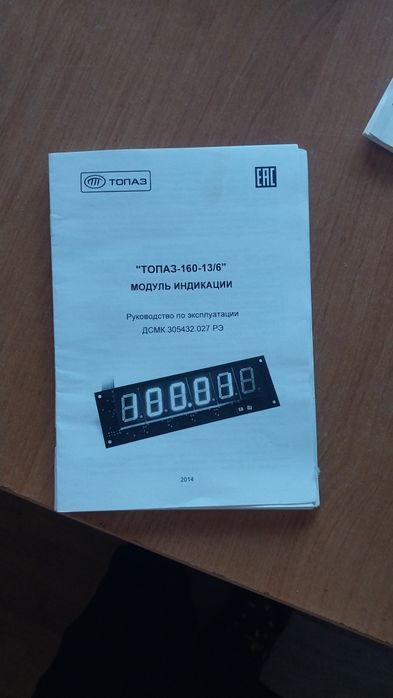 ТОПАЗ
EAC
"ТОПАЗ-160-13/6"
МОДУЛЬ ИНДИКАЦИИ
Руководство по эксплуатации
ДСМК.305432.027 РЭ
2014